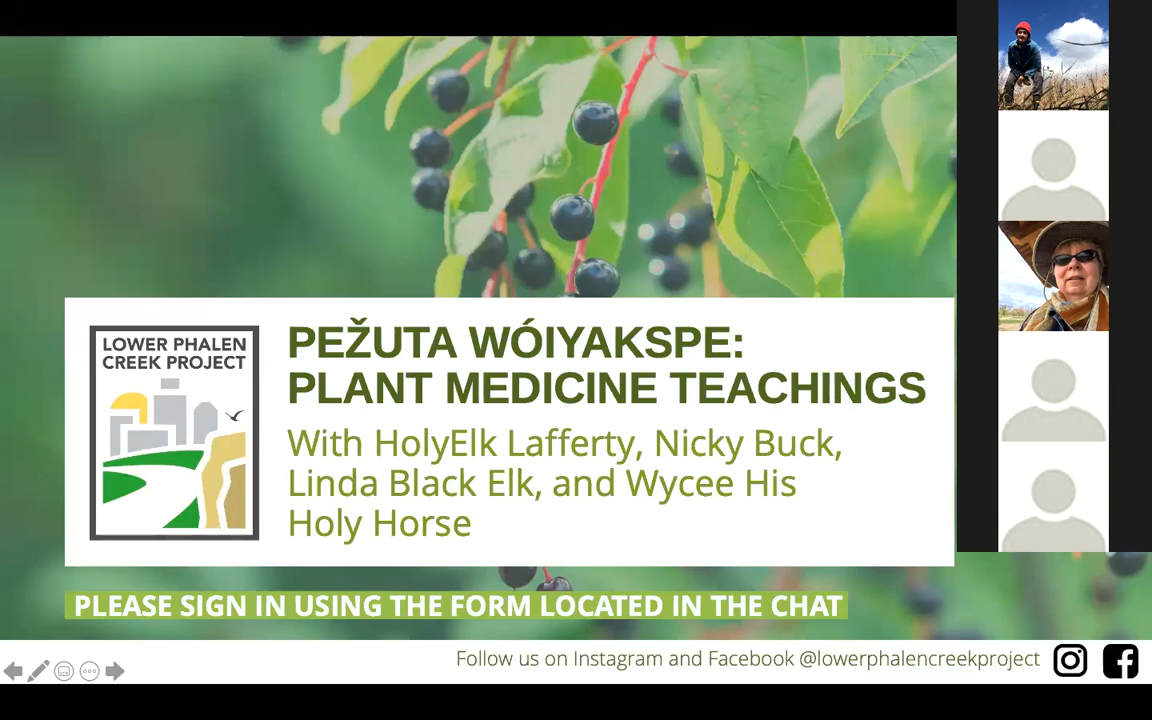 LOWER PHALEN
CREEK PROJECT
PEŽUTA WÓIYAKSPE:
PLANT MEDICINE TEACHINGS
With HolyElk Lafferty, Nicky Buck,
Linda Black Elk, and Wycee His
Holy Horse
PLEASE SIGN IN USING THE FORM LOCATED IN THE CHAT
Follow us on Instagram and Facebook @lowerphalencreekproject